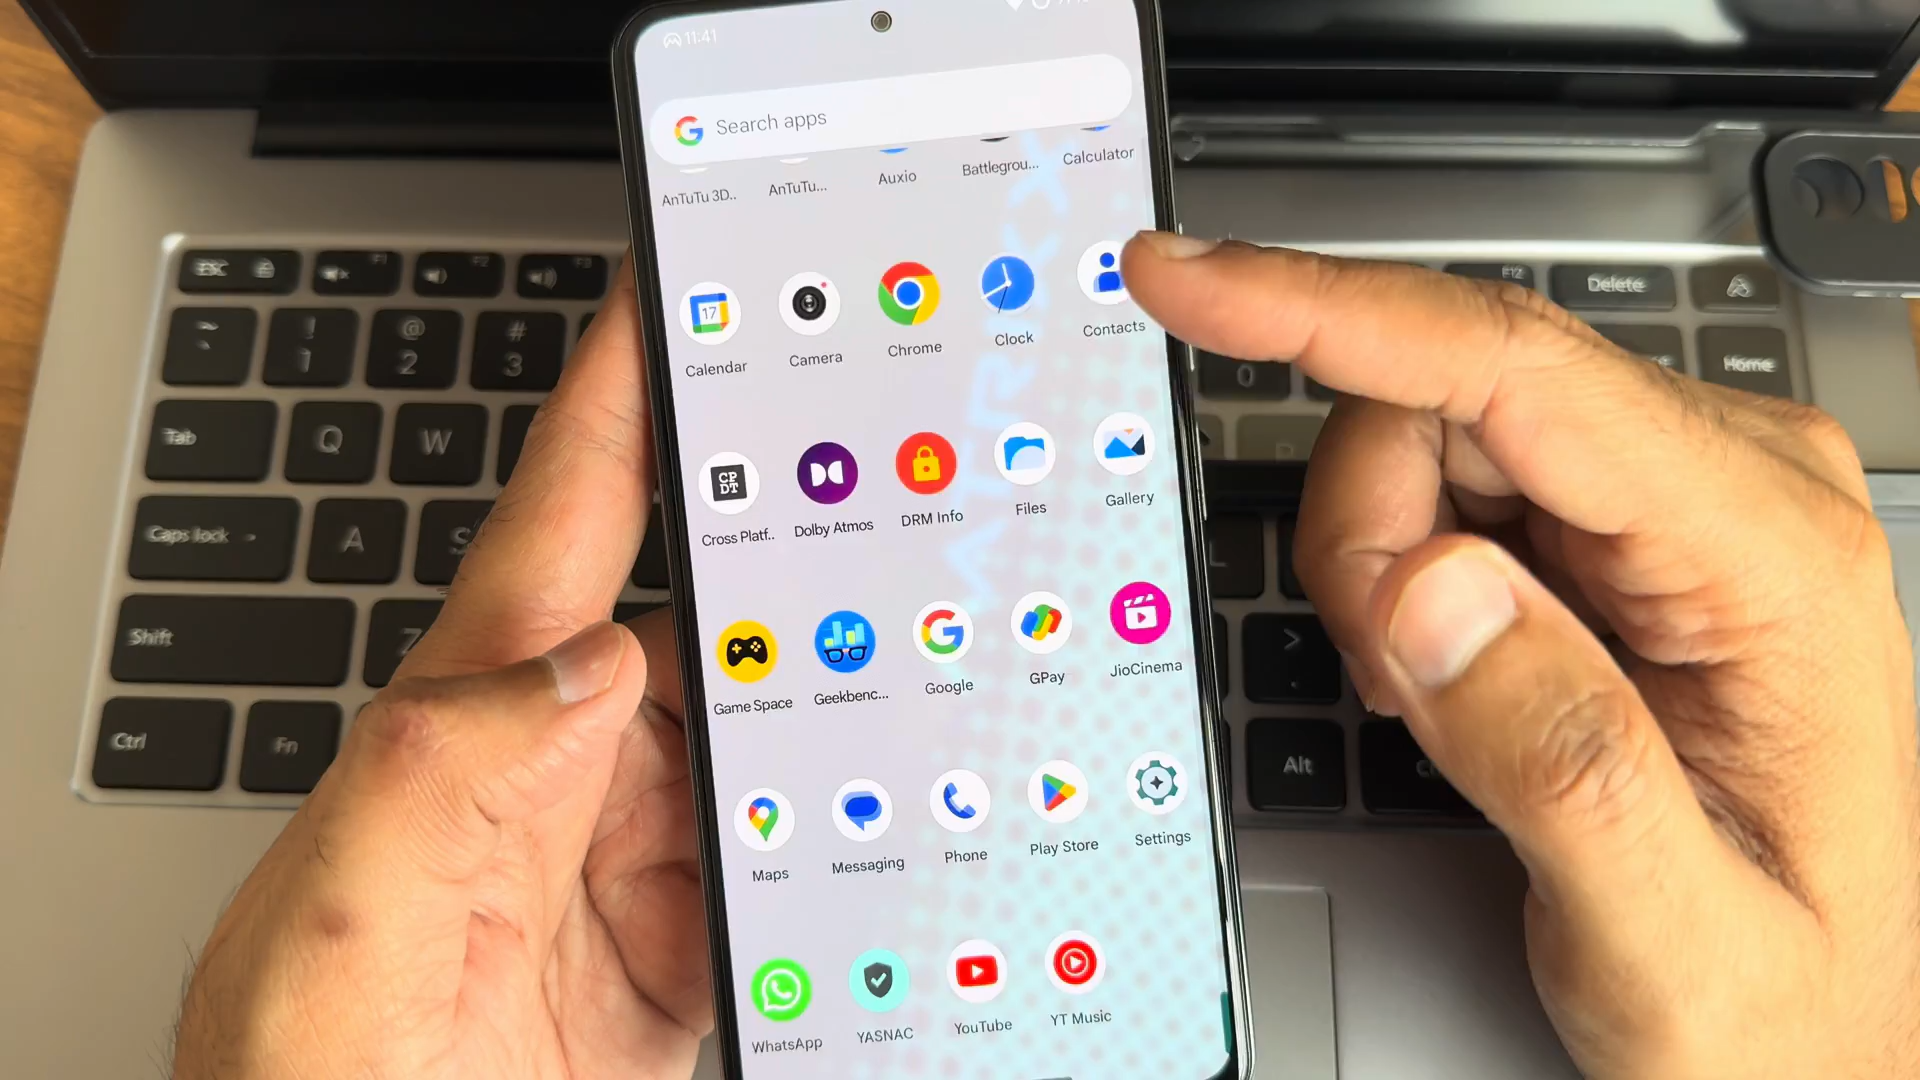 11:41
Search apps
AnTuTu 3D..
AnTuTu...
Auxio
Battlegrou...
Calculator
17
Calendar
Camera
Chrome
Clock
Contacts
CP
DT
Cross Platf..
Dolby Atmos
DRM Info
Files
Gallery
Game Space
Geekbenc...
Google
GPay
JioCinema
Maps
Messaging
Phone
Play Store
Settings
WhatsApp
YASNAC
YouTube
YT Music
ESC
F1
F2
F3
F12
Delete
! 1
@ 2
# 3
0
Home
Tab
Q
W
Caps lock
A
S
L
Shift
Z
>
.
Ctrl
Fn
Alt